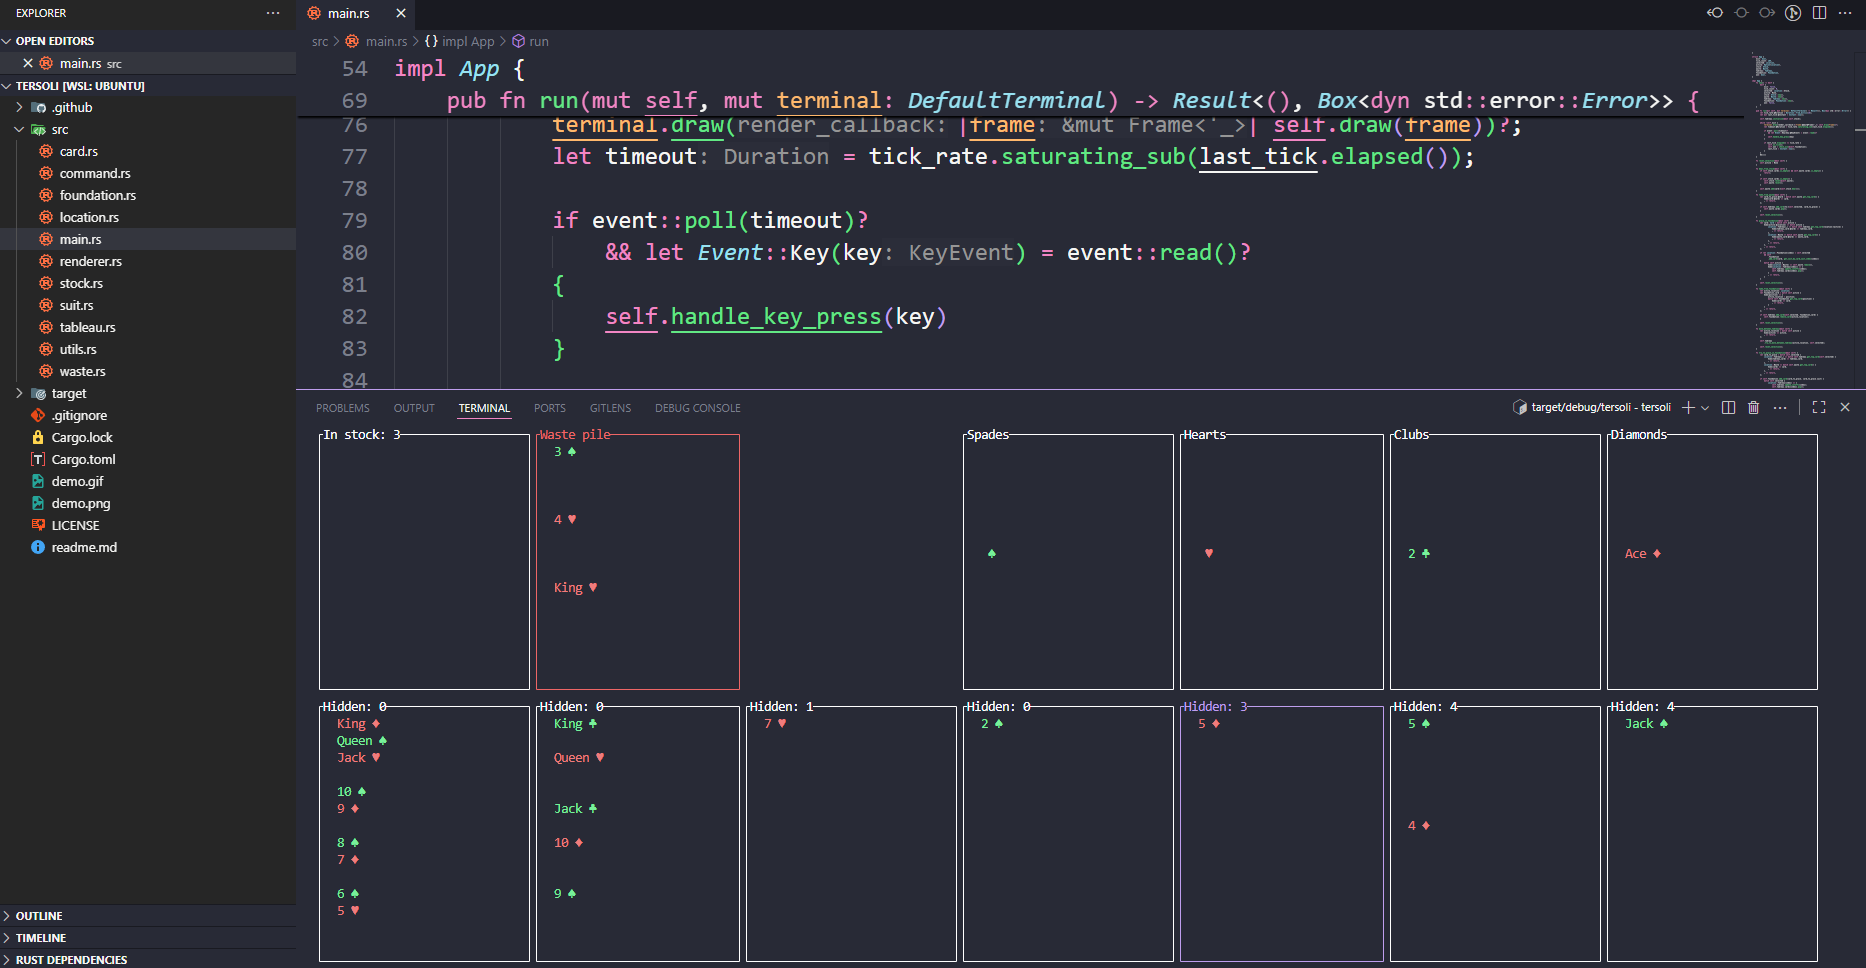 EXPLORER
OPEN EDITORS
main.rs src
TERSOLI [WSL: UBUNTU]
.github
src
card.rs
command.rs
foundation.rs
location.rs
main.rs
renderer.rs
stock.rs
suit.rs
tableau.rs
utils.rs
waste.rs
target
.gitignore
Cargo.lock
Cargo.toml
demo.gif
demo.png
LICENSE
readme.md
OUTLINE
TIMELINE
RUST DEPENDENCIES
main.rs
src > main.rs > {} impl App > run
54 impl App {
69 pub fn run(mut self, mut terminal: DefaultTerminal) -> Result<(), Box<dyn std::error::Error>> {
76 terminal.draw(render_callback: |frame: &mut Frame<'_>| self.draw(frame))?;
77 let timeout: Duration = tick_rate.saturating_sub(last_tick.elapsed());
78
79 if event::poll(timeout)?
80 && let Event::Key(key: KeyEvent) = event::read()?
81 {
82 self.handle_key_press(key)
83 }
84
PROBLEMS OUTPUT TERMINAL PORTS GITLENS DEBUG CONSOLE
target/debug/tersoli - tersoli
In stock: 3
Waste pile
3 ♠
4 ♥
King ♥
Spades
♠
Hearts
♥
Clubs
2 ♣
Diamonds
Ace ♦
Hidden: 0
King ♦
Queen ♠
Jack ♥
10 ♠
9 ♦
8 ♠
7 ♦
6 ♠
5 ♥
Hidden: 0
King ♣
Queen ♥
Jack ♣
10 ♦
9 ♠
Hidden: 1
7 ♥
Hidden: 0
2 ♠
Hidden: 3
5 ♦
Hidden: 4
5 ♠
4 ♦
Hidden: 4
Jack ♠